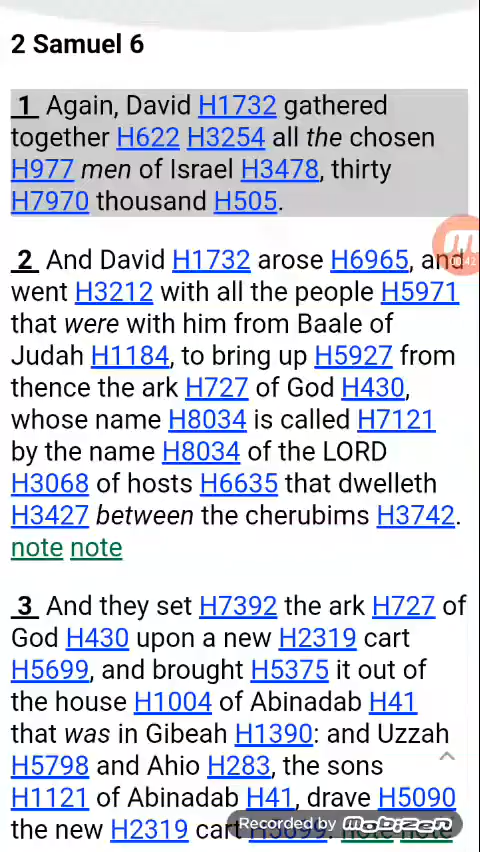 2 Samuel 6
1 Again, David H1732 gathered
together H622 H3254 all the chosen
H977 men of Israel H3478, thirty
H7970 thousand H505.
2 And David H1732 arose H6965, and
went H3212 with all the people H5971
that were with him from Baale of
Judah H1184, to bring up H5927 from
thence the ark H727 of God H430,
whose name H8034 is called H7121
by the name H8034 of the LORD
H3068 of hosts H6635 that dwelleth
H3427 between the cherubims H3742.
note note
3 And they set H7392 the ark H727 of
God H430 upon a new H2319 cart
H5699, and brought H5375 it out of
the house H1004 of Abinadab H41
that was in Gibeah H1390: and Uzzah
H5798 and Ahio H283, the sons
H1121 of Abinadab H41, drave H5090
the new H2319 cart H5699. note note
Recorded by Mobizen